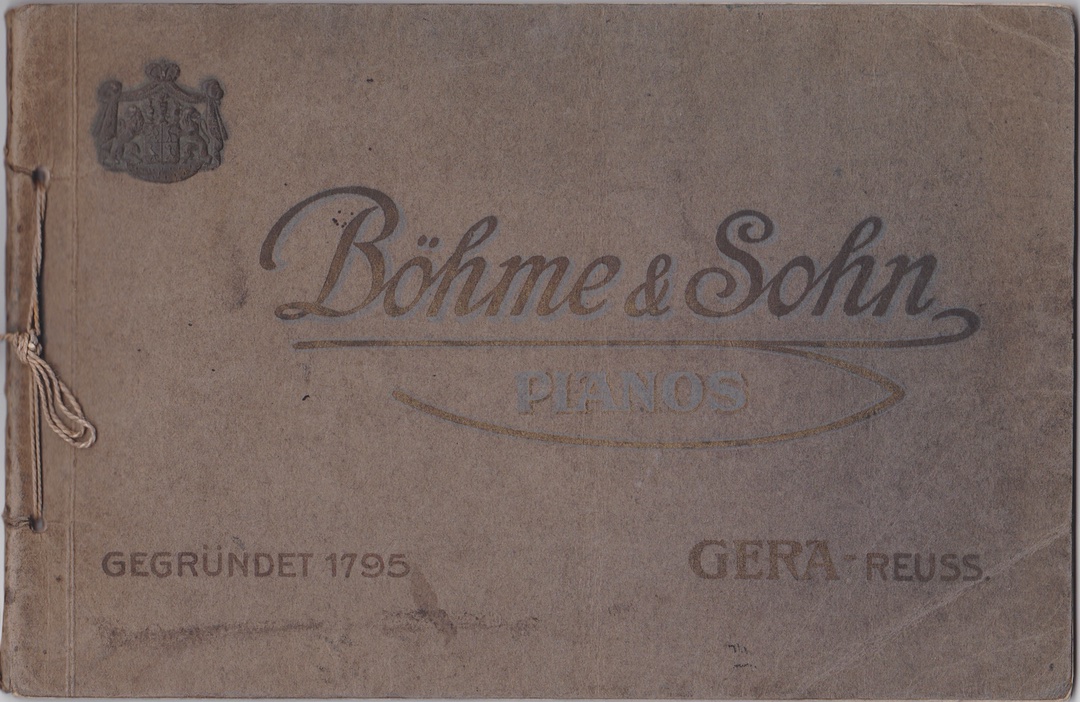 Böhme & Sohn
PIANOS
GEGRÜNDET 1795
GERA-REUSS.